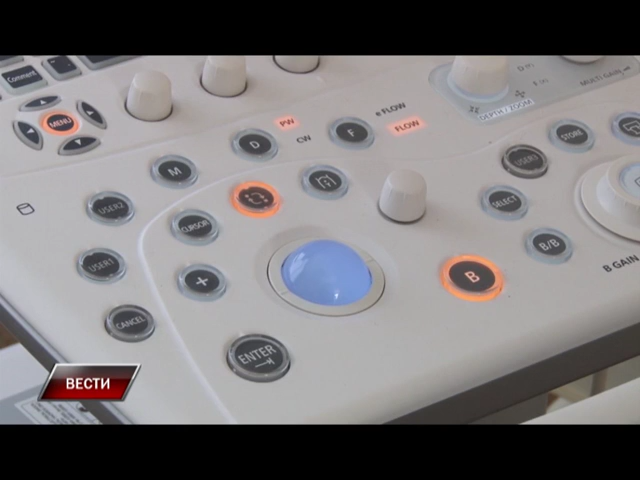 Comment
MENU
PW
e FLOW
D
CW
F
FLOW
DEPTH / ZOOM
MULTI GAIN
STORE
M
USER3
USER2
SELECT
CURSOR
USER1
B/B
+
B
B GAIN
CANCEL
ENTER
ВЕСТИ